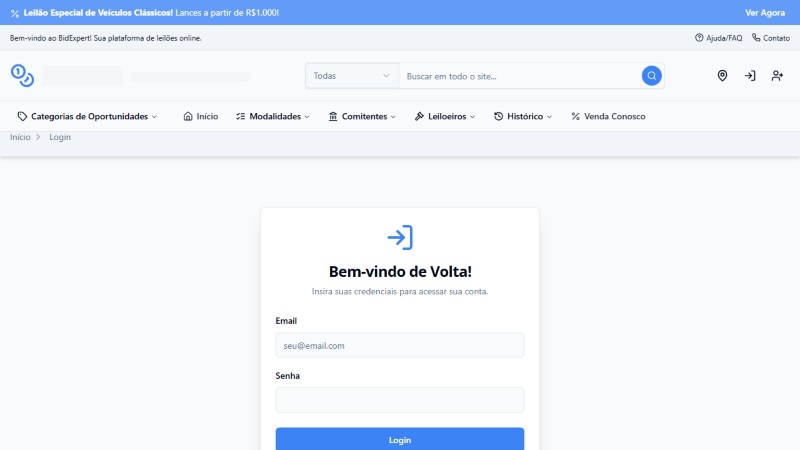 Leilão Especial de Veículos Clássicos! Lances a partir de R$1.000!
Ver Agora
Bem-vindo ao BidExpert! Sua plataforma de leilões online.
Ajuda/FAQ
Contato
Todas
Buscar em todo o site...
Categorias de Oportunidades
Início
Modalidades
Comitentes
Leiloeiros
Histórico
Venda Conosco
Início
Login
Bem-vindo de Volta!
Insira suas credenciais para acessar sua conta.
Email
seu@email.com
Senha
Login